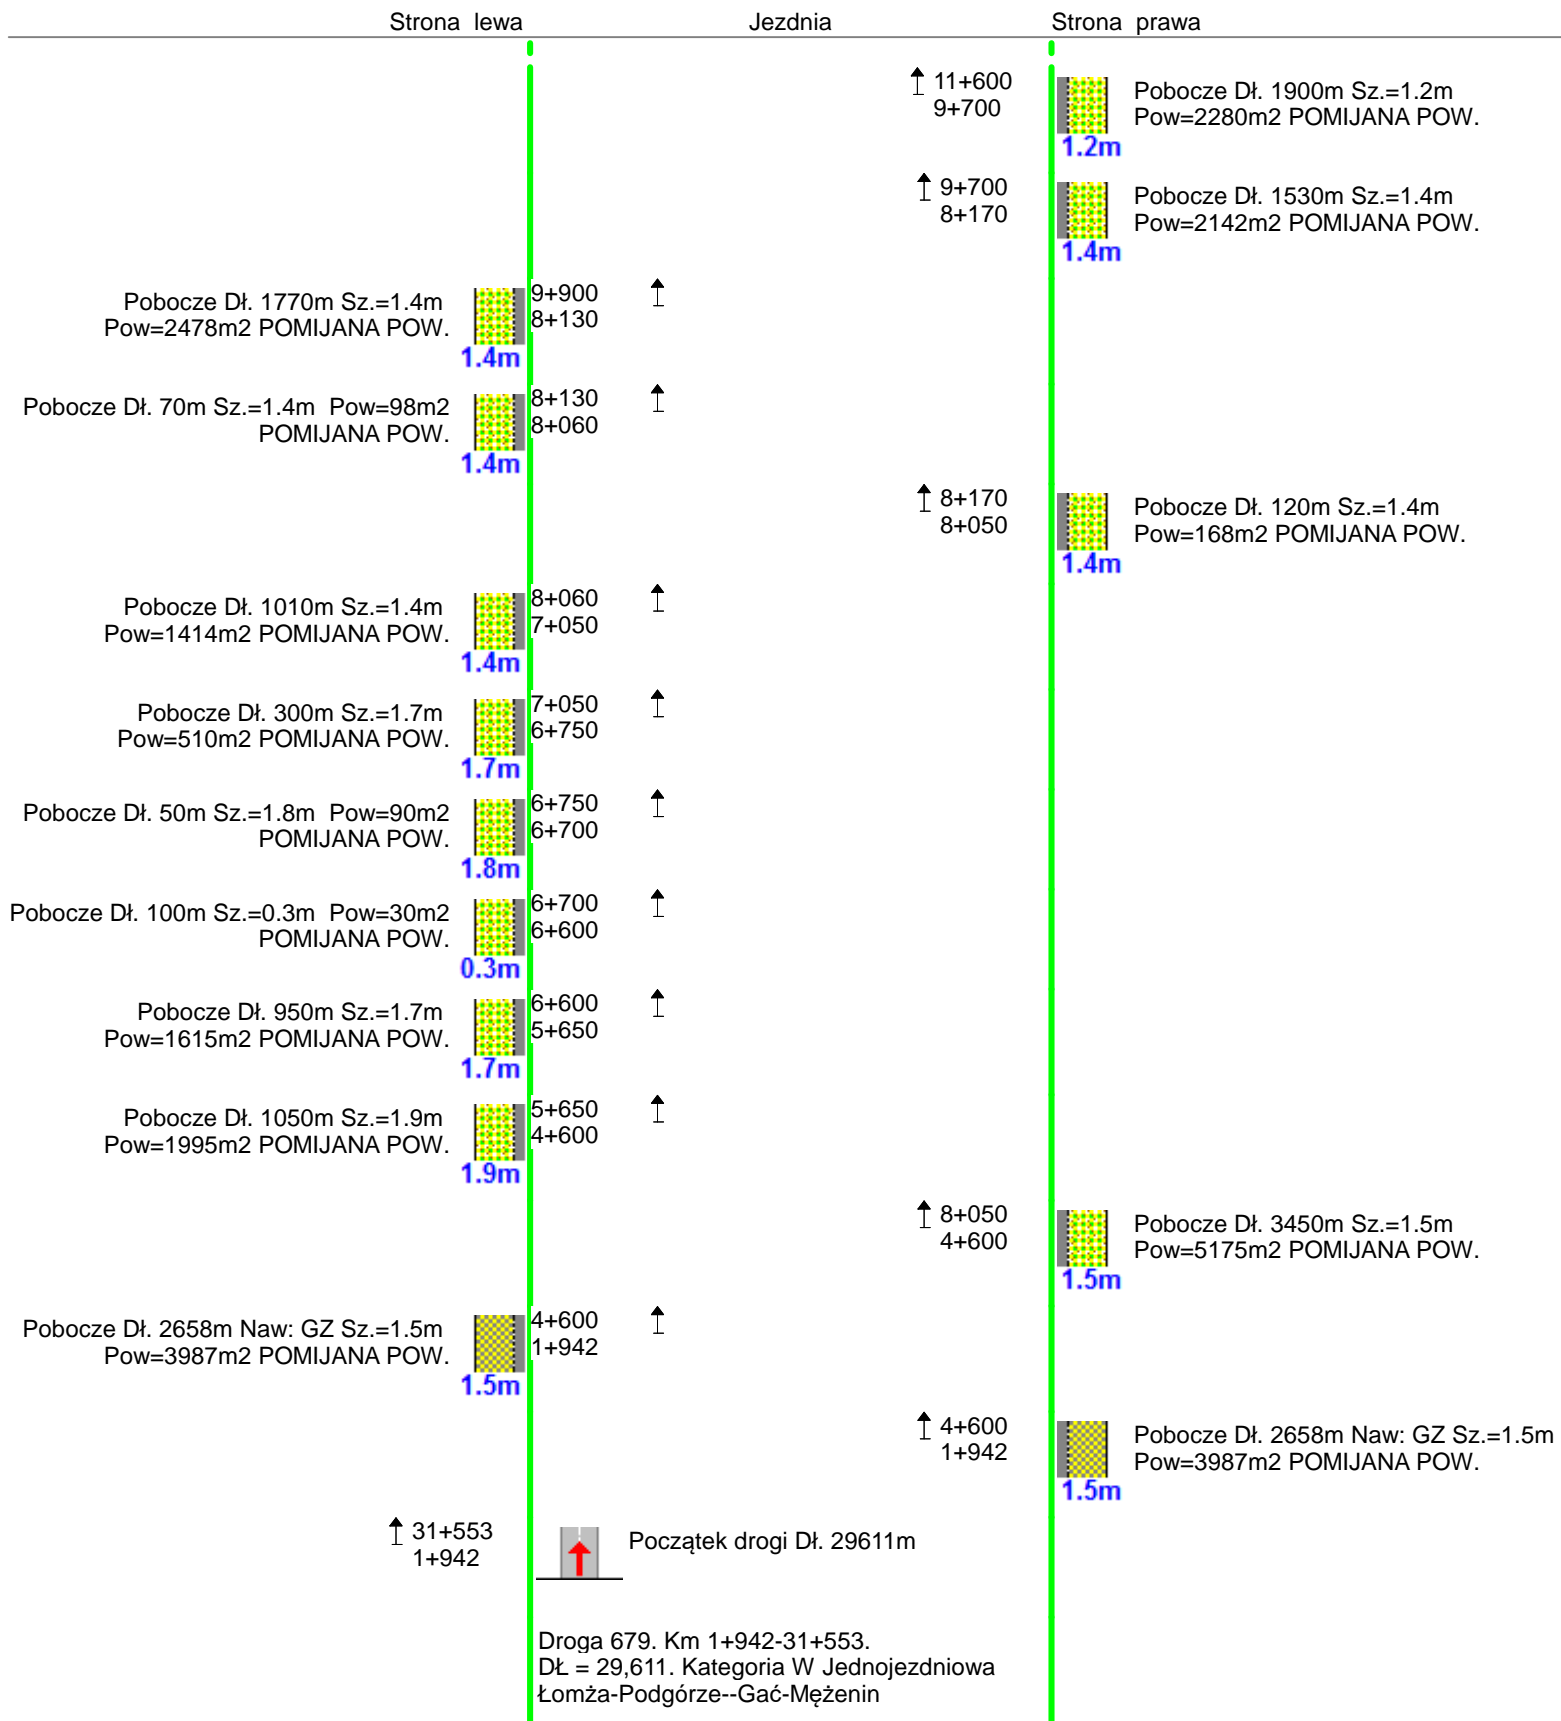 Strona lewa Jezdnia Strona prawa
11+600
9+700
Pobocze Dł. 1900m Sz.=1.2m
Pow=2280m2 POMIJANA POW.
1.2m
9+700
8+170
Pobocze Dł. 1530m Sz.=1.4m
Pow=2142m2 POMIJANA POW.
1.4m
Pobocze Dł. 1770m Sz.=1.4m
Pow=2478m2 POMIJANA POW.
1.4m
9+900
8+130
Pobocze Dł. 70m Sz.=1.4m Pow=98m2
POMIJANA POW.
1.4m
8+130
8+060
8+170
8+050
Pobocze Dł. 120m Sz.=1.4m
Pow=168m2 POMIJANA POW.
1.4m
Pobocze Dł. 1010m Sz.=1.4m
Pow=1414m2 POMIJANA POW.
1.4m
8+060
7+050
Pobocze Dł. 300m Sz.=1.7m
Pow=510m2 POMIJANA POW.
1.7m
7+050
6+750
Pobocze Dł. 50m Sz.=1.8m Pow=90m2
POMIJANA POW.
1.8m
6+750
6+700
Pobocze Dł. 100m Sz.=0.3m Pow=30m2
POMIJANA POW.
0.3m
6+700
6+600
Pobocze Dł. 950m Sz.=1.7m
Pow=1615m2 POMIJANA POW.
1.7m
6+600
5+650
Pobocze Dł. 1050m Sz.=1.9m
Pow=1995m2 POMIJANA POW.
1.9m
5+650
4+600
8+050
4+600
Pobocze Dł. 3450m Sz.=1.5m
Pow=5175m2 POMIJANA POW.
1.5m
Pobocze Dł. 2658m Naw: GZ Sz.=1.5m
Pow=3987m2 POMIJANA POW.
1.5m
4+600
1+942
4+600
1+942
Pobocze Dł. 2658m Naw: GZ Sz.=1.5m
Pow=3987m2 POMIJANA POW.
1.5m
31+553
1+942
Początek drogi Dł. 29611m
Droga 679. Km 1+942-31+553.
DŁ = 29,611. Kategoria W Jednojezdniowa
Łomża-Podgórze--Gać-Mężenin